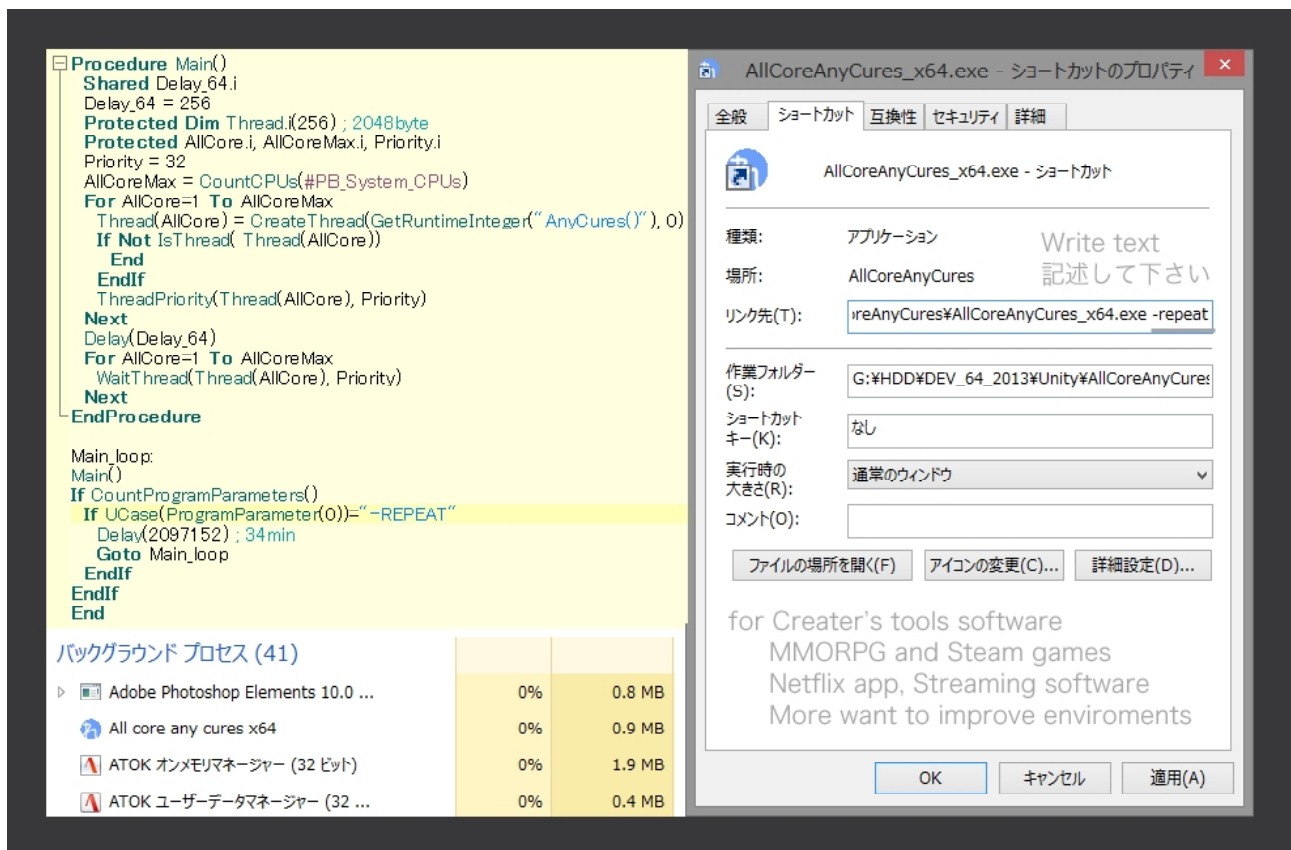 Procedure Main()
Shared Delay_64.i
Delay_64 = 256
Protected Dim Thread.i(256) ; 2048byte
Protected AllCore.i, AllCoreMax.i, Priority.i
Priority = 32
AllCoreMax = CountCPUs(#PB_System_CPUs)
For AllCore=1 To AllCoreMax
Thread(AllCore) = CreateThread(GetRuntimeInteger("AnyCures()"), 0)
If Not IsThread( Thread(AllCore))
End
EndIf
ThreadPriority(Thread(AllCore), Priority)
Next
Delay(Delay_64)
For AllCore=1 To AllCoreMax
WaitThread(Thread(AllCore), Priority)
Next
EndProcedure
Main_loop:
Main()
If CountProgramParameters()
If UCase(ProgramParameter(0))="-REPEAT"
Delay(2097152) ; 34min
Goto Main_loop
EndIf
EndIf
End
バックグラウンド プロセス (41)
Adobe Photoshop Elements 10.0 ... 0% 0.8 MB
All core any cures x64 0% 0.9 MB
ATOK オンメモリマネージャー (32 ビット) 0% 1.9 MB
ATOK ユーザーデータマネージャー (32 ... 0% 0.4 MB
AllCoreAnyCures_x64.exe - ショートカットのプロパティ
全般 ショートカット 互換性 セキュリティ 詳細
AllCoreAnyCures_x64.exe - ショートカット
種類: アプリケーション
Write text
場所: AllCoreAnyCures
記述して下さい
リンク先(T): reAnyCures¥AllCoreAnyCures_x64.exe -repeat
作業フォルダー
(S):
G:¥HDD¥DEV_64_2013¥Unity¥AllCoreAnyCures
ショートカット
キー(K):
なし
実行時の
大きさ(R):
通常のウィンドウ
コメント(O):
ファイルの場所を開く(F) アイコンの変更(C)... 詳細設定(D)...
for Creater's tools software
MMORPG and Steam games
Netflix app, Streaming software
More want to improve enviroments
OK キャンセル 適用(A)